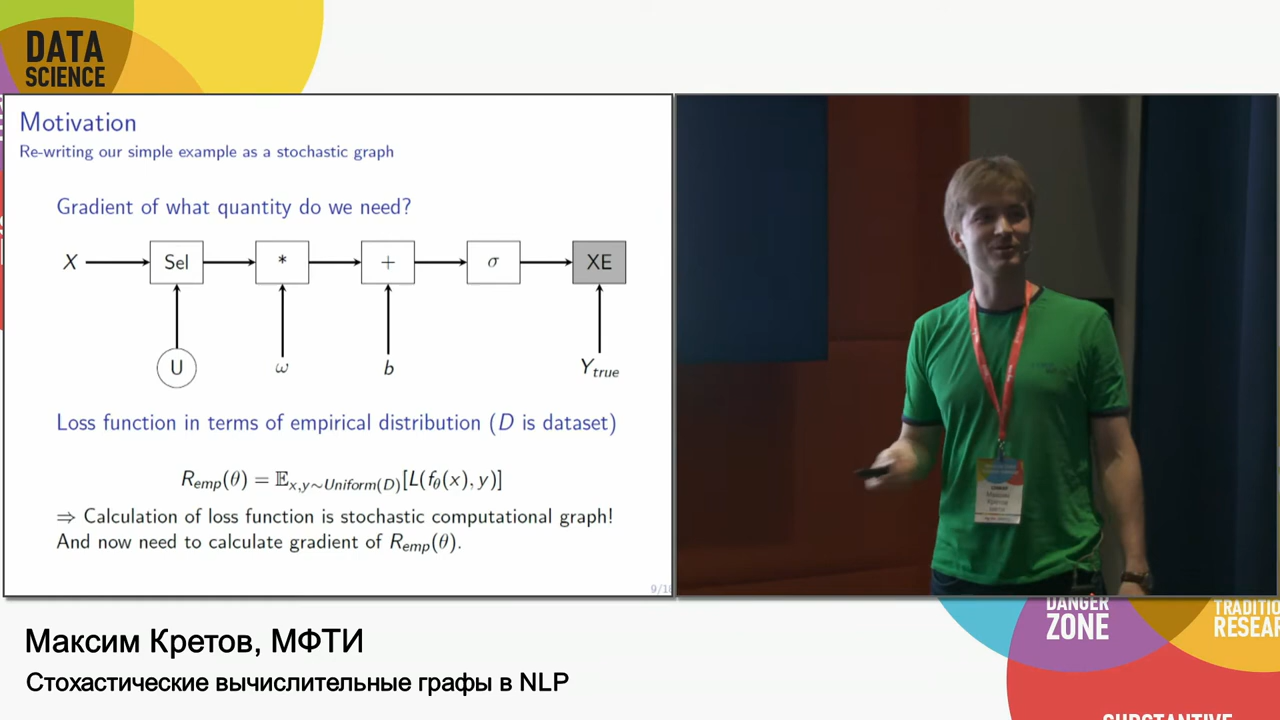 DATA
SCIENCE
Motivation
Re-writing our simple example as a stochastic graph
Gradient of what quantity do we need?
X Sel * + σ XE
U ω b Y_true
Loss function in terms of empirical distribution (D is dataset)
R_emp(θ) = 𝔼_{x,y∼Uniform(D)}[L(f_θ(x), y)]
⇒ Calculation of loss function is stochastic computational graph!
And now need to calculate gradient of R_emp(θ).
Максим
Кретов
DANGER
ZONE
Максим Кретов, МФТИ
Стохастические вычислительные графы в NLP